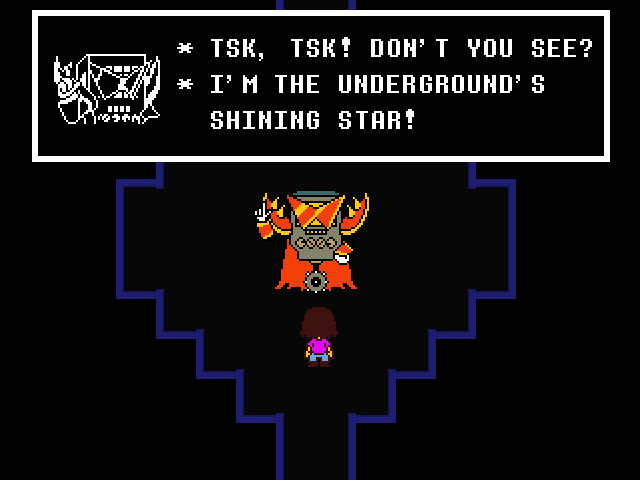 * TSK, TSK! DON'T YOU SEE?
* I'M THE UNDERGROUND'S
SHINING STAR!